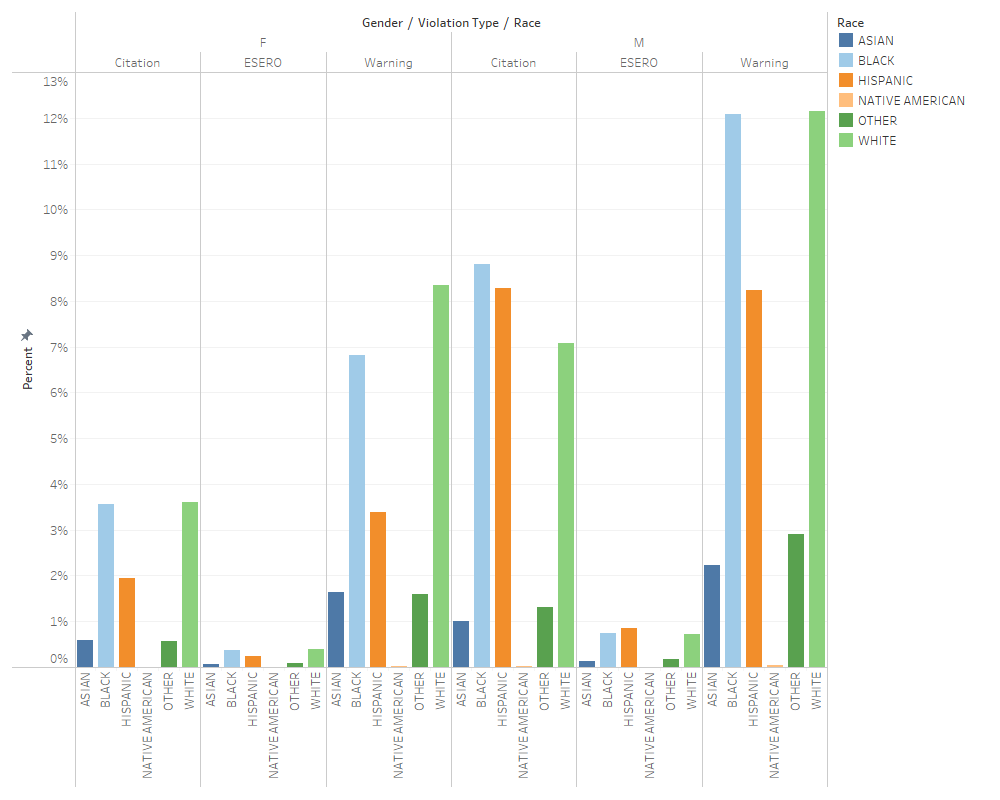 Gender / Violation Type / Race
F
M
Citation
ESERO
Warning
Citation
ESERO
Warning
13%
12%
11%
10%
9%
8%
7%
6%
5%
4%
3%
2%
1%
0%
Percent
ASIAN
BLACK
HISPANIC
NATIVE AMERICAN
OTHER
WHITE
ASIAN
BLACK
HISPANIC
NATIVE AMERICAN
OTHER
WHITE
ASIAN
BLACK
HISPANIC
NATIVE AMERICAN
OTHER
WHITE
ASIAN
BLACK
HISPANIC
NATIVE AMERICAN
OTHER
WHITE
ASIAN
BLACK
HISPANIC
NATIVE AMERICAN
OTHER
WHITE
ASIAN
BLACK
HISPANIC
NATIVE AMERICAN
OTHER
WHITE
Race
ASIAN
BLACK
HISPANIC
NATIVE AMERICAN
OTHER
WHITE